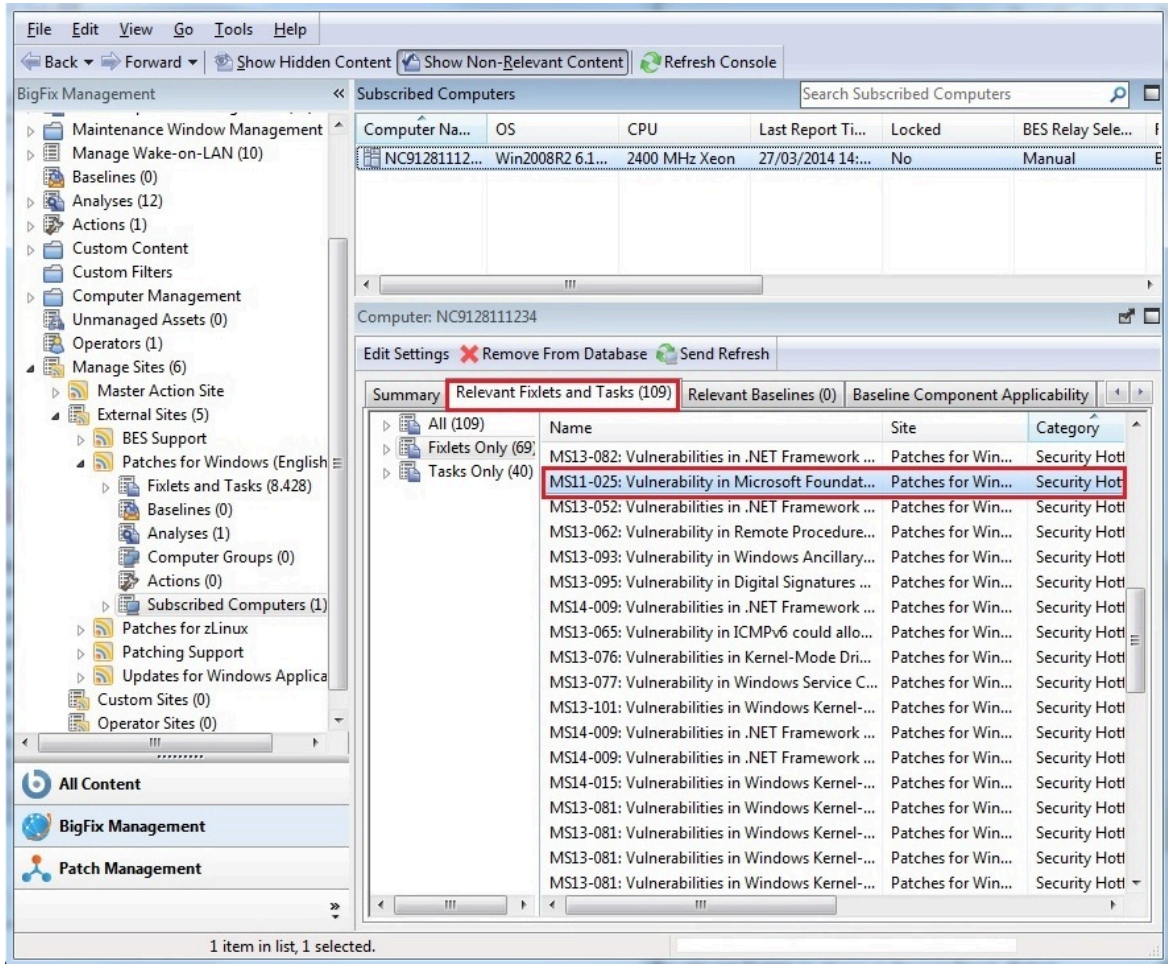 File Edit View Go Tools Help
Back Forward Show Hidden Content Show Non-Relevant Content Refresh Console
BigFix Management «
Maintenance Window Management
Manage Wake-on-LAN (10)
Baselines (0)
Analyses (12)
Actions (1)
Custom Content
Custom Filters
Computer Management
Unmanaged Assets (0)
Operators (1)
Manage Sites (6)
Master Action Site
External Sites (5)
BES Support
Patches for Windows (English
Fixlets and Tasks (8.428)
Baselines (0)
Analyses (1)
Computer Groups (0)
Actions (0)
Subscribed Computers (1)
Patches for zLinux
Patching Support
Updates for Windows Applica
Custom Sites (0)
Operator Sites (0)
All Content
BigFix Management
Patch Management
»
Subscribed Computers Search Subscribed Computers
Computer Na... OS CPU Last Report Ti... Locked BES Relay Sele...
NC91281112... Win2008R2 6.1... 2400 MHz Xeon 27/03/2014 14:... No Manual
Computer: NC9128111234
Edit Settings Remove From Database Send Refresh
Summary Relevant Fixlets and Tasks (109) Relevant Baselines (0) Baseline Component Applicability
All (109)
Fixlets Only (69)
Tasks Only (40)
Name Site Category
MS13-082: Vulnerabilities in .NET Framework ... Patches for Win... Security Hot
MS11-025: Vulnerability in Microsoft Foundat... Patches for Win... Security Hot
MS13-052: Vulnerabilities in .NET Framework ... Patches for Win... Security Hot
MS13-062: Vulnerability in Remote Procedure... Patches for Win... Security Hot
MS13-093: Vulnerability in Windows Ancillary... Patches for Win... Security Hot
MS13-095: Vulnerability in Digital Signatures ... Patches for Win... Security Hot
MS14-009: Vulnerabilities in .NET Framework ... Patches for Win... Security Hot
MS13-065: Vulnerability in ICMPv6 could allo... Patches for Win... Security Hot
MS13-076: Vulnerabilities in Kernel-Mode Dri... Patches for Win... Security Hot
MS13-077: Vulnerability in Windows Service C... Patches for Win... Security Hot
MS13-101: Vulnerabilities in Windows Kernel-... Patches for Win... Security Hot
MS14-009: Vulnerabilities in .NET Framework ... Patches for Win... Security Hot
MS14-009: Vulnerabilities in .NET Framework ... Patches for Win... Security Hot
MS14-015: Vulnerabilities in Windows Kernel-... Patches for Win... Security Hot
MS13-081: Vulnerabilities in Windows Kernel-... Patches for Win... Security Hot
MS13-081: Vulnerabilities in Windows Kernel-... Patches for Win... Security Hot
MS13-081: Vulnerabilities in Windows Kernel-... Patches for Win... Security Hot
MS13-081: Vulnerabilities in Windows Kernel-... Patches for Win... Security Hot
1 item in list, 1 selected.